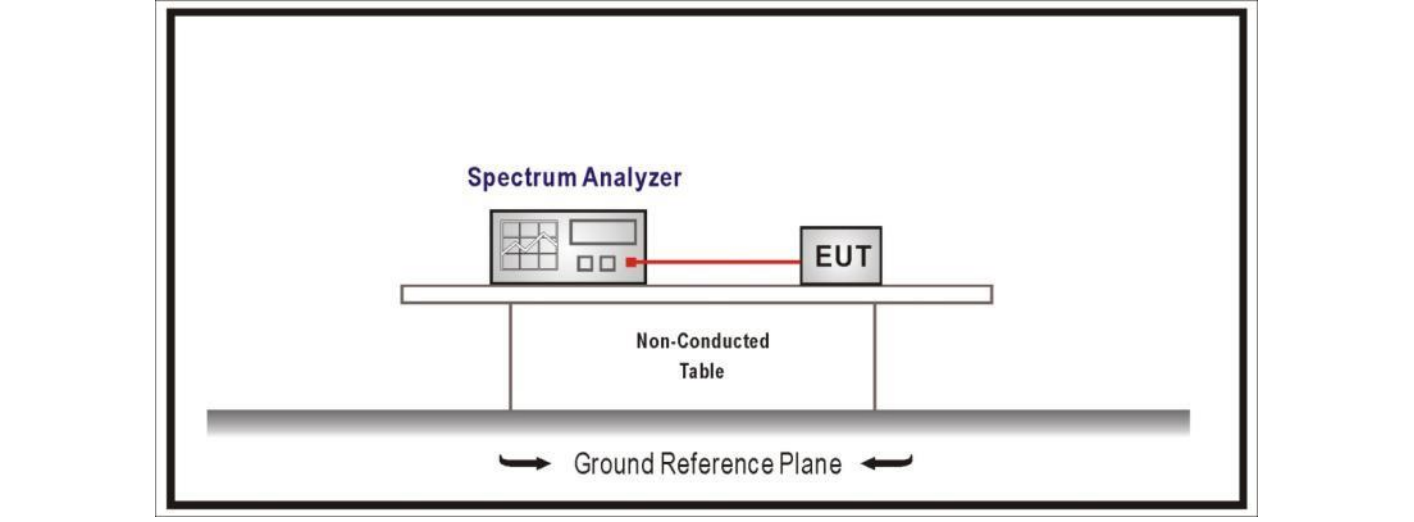 Spectrum Analyzer
EUT
Non-Conducted
Table
Ground Reference Plane